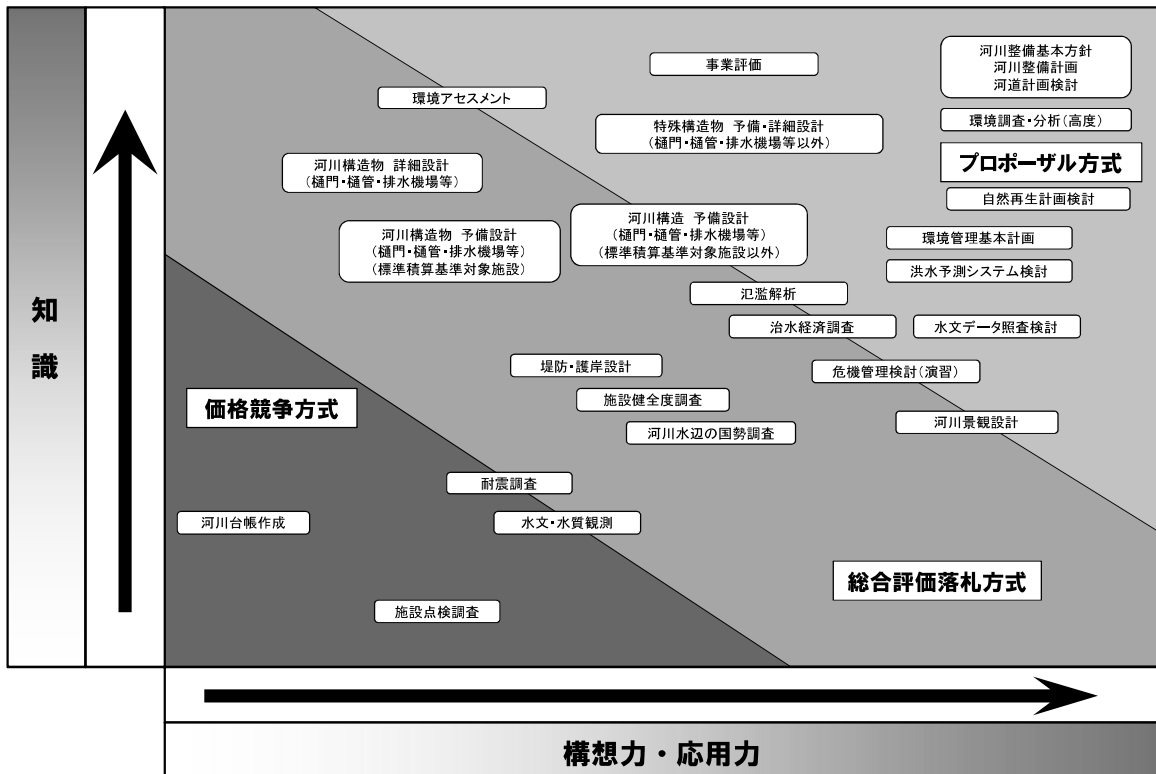 事業評価
河川整備基本方針
河川整備計画
河道計画検討
環境アセスメント
環境調査・分析(高度)
特殊構造物 予備・詳細設計
(樋門・樋管・排水機場等以外)
プロポーザル方式
河川構造物 詳細設計
(樋門・樋管・排水機場等)
自然再生計画検討
河川構造物 予備設計
(樋門・樋管・排水機場等)
(標準積算基準対象施設)
河川構造 予備設計
(樋門・樋管・排水機場等)
(標準積算基準対象施設以外)
環境管理基本計画
洪水予測システム検討
氾濫解析
治水経済調査
水文データ照査検討
知識
堤防・護岸設計
危機管理検討(演習)
価格競争方式
施設健全度調査
河川水辺の国勢調査
河川景観設計
耐震調査
河川台帳作成
水文・水質観測
総合評価落札方式
施設点検調査
構想力・応用力